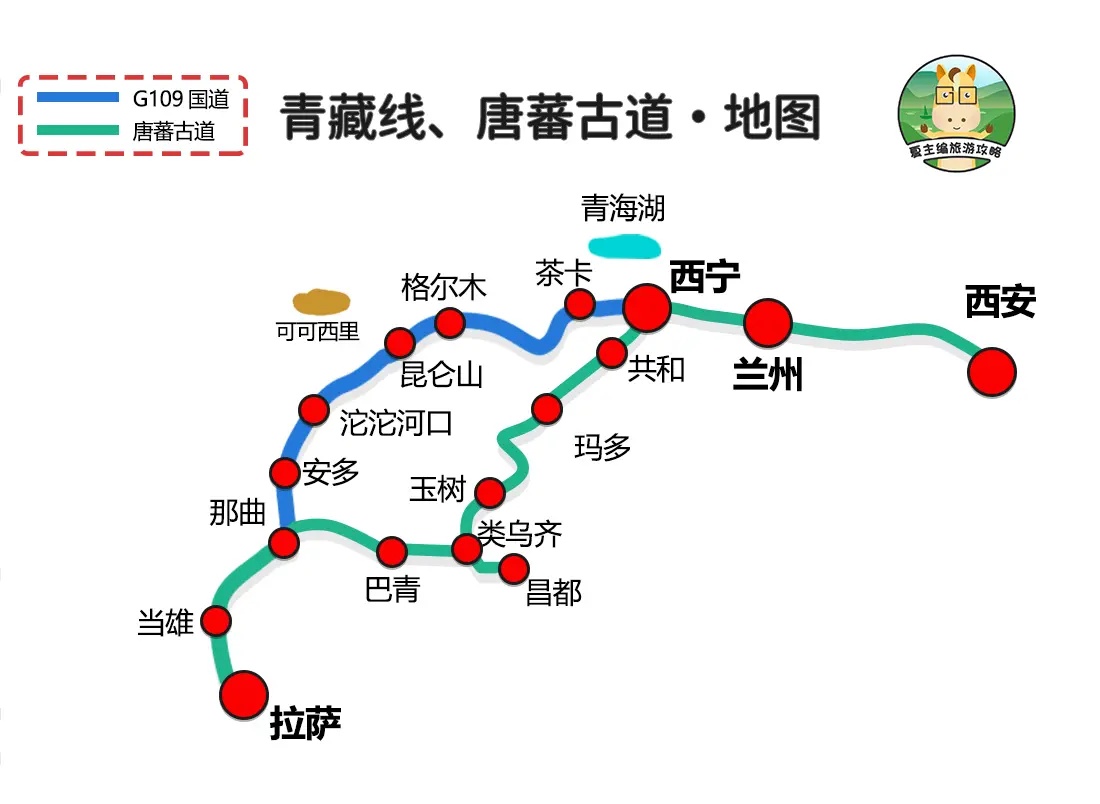 G109 国道
唐蕃古道
青藏线、唐蕃古道·地图
夏主编旅游攻略
青海湖
茶卡
西宁
格尔木
西安
可可西里
昆仑山
共和
兰州
沱沱河口
玛多
安多
玉树
那曲
类乌齐
巴青
昌都
当雄
拉萨